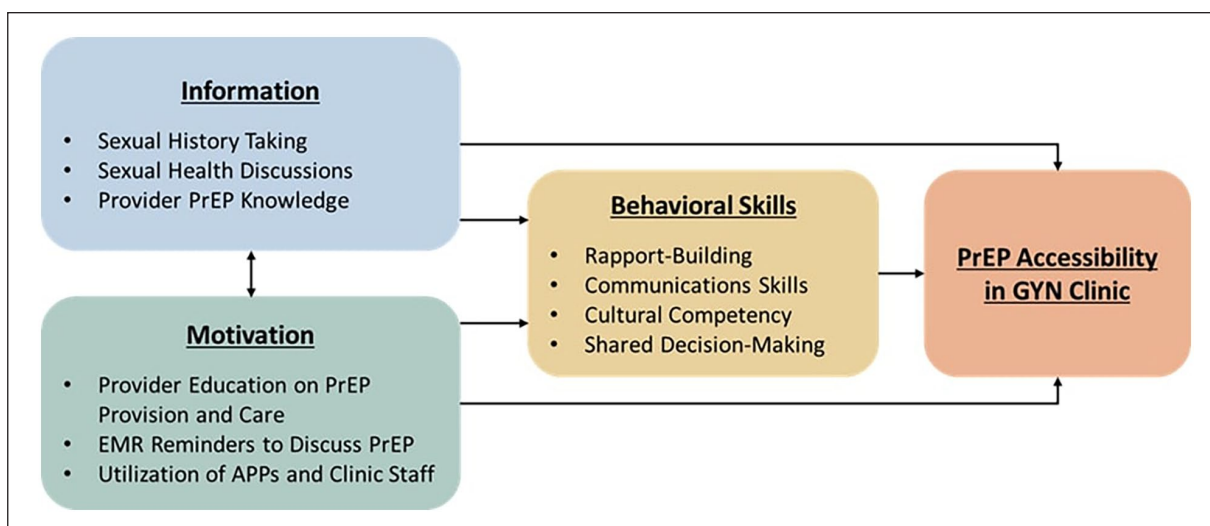 Information
• Sexual History Taking
• Sexual Health Discussions
• Provider PrEP Knowledge
Motivation
• Provider Education on PrEP
Provision and Care
• EMR Reminders to Discuss PrEP
• Utilization of APPs and Clinic Staff
Behavioral Skills
• Rapport-Building
• Communications Skills
• Cultural Competency
• Shared Decision-Making
PrEP Accessibility
in GYN Clinic